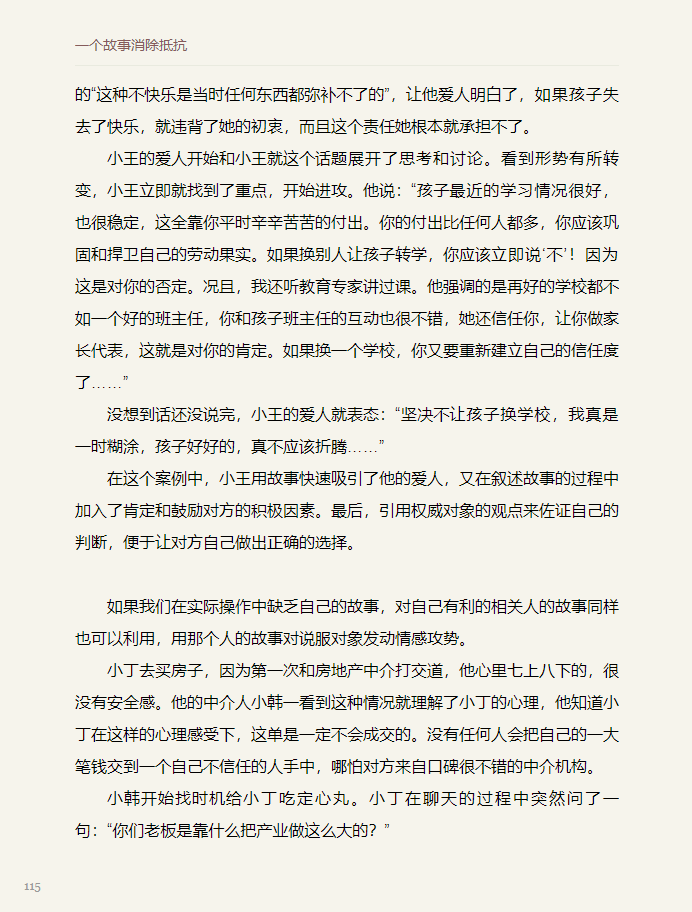 一个故事消除抵抗
的“这种不快乐是当时任何东西都弥补不了的”，让他爱人明白了，如果孩子失
去了快乐，就违背了她的初衷，而且这个责任她根本就承担不了。
小王的爱人开始和小王就这个话题展开了思考和讨论。看到形势有所转
变，小王立即就找到了重点，开始进攻。他说：“孩子最近的学习情况很好，
也很稳定，这全靠你平时辛辛苦苦的付出。你的付出比任何人都多，你应该巩
固和捍卫自己的劳动果实。如果换别人让孩子转学，你应该立即说‘不’！因为
这是对你的否定。况且，我还听教育专家讲过课。他强调的是再好的学校都不
如一个好的班主任，你和孩子班主任的互动也很不错，她还信任你，让你做家
长代表，这就是对你的肯定。如果换一个学校，你又要重新建立自己的信任度
了……”
没想到话还没说完，小王的爱人就表态：“坚决不让孩子换学校，我真是
一时糊涂，孩子好好的，真不应该折腾……”
在这个案例中，小王用故事快速吸引了他的爱人，又在叙述故事的过程中
加入了肯定和鼓励对方的积极因素。最后，引用权威对象的观点来佐证自己的
判断，便于让对方自己做出正确的选择。
如果我们在实际操作中缺乏自己的故事，对自己有利的相关人的故事同样
也可以利用，用那个人的故事对说服对象发动情感攻势。
小丁去买房子，因为第一次和房地产中介打交道，他心里七上八下的，很
没有安全感。他的中介人小韩一看到这种情况就理解了小丁的心理，他知道小
丁在这样的心理感受下，这单是一定不会成交的。没有任何人会把自己的一大
笔钱交到一个自己不信任的人手中，哪怕对方来自口碑很不错的中介机构。
小韩开始找时机给小丁吃定心丸。小丁在聊天的过程中突然问了一
句：“你们老板是靠什么把产业做这么大的？”
115